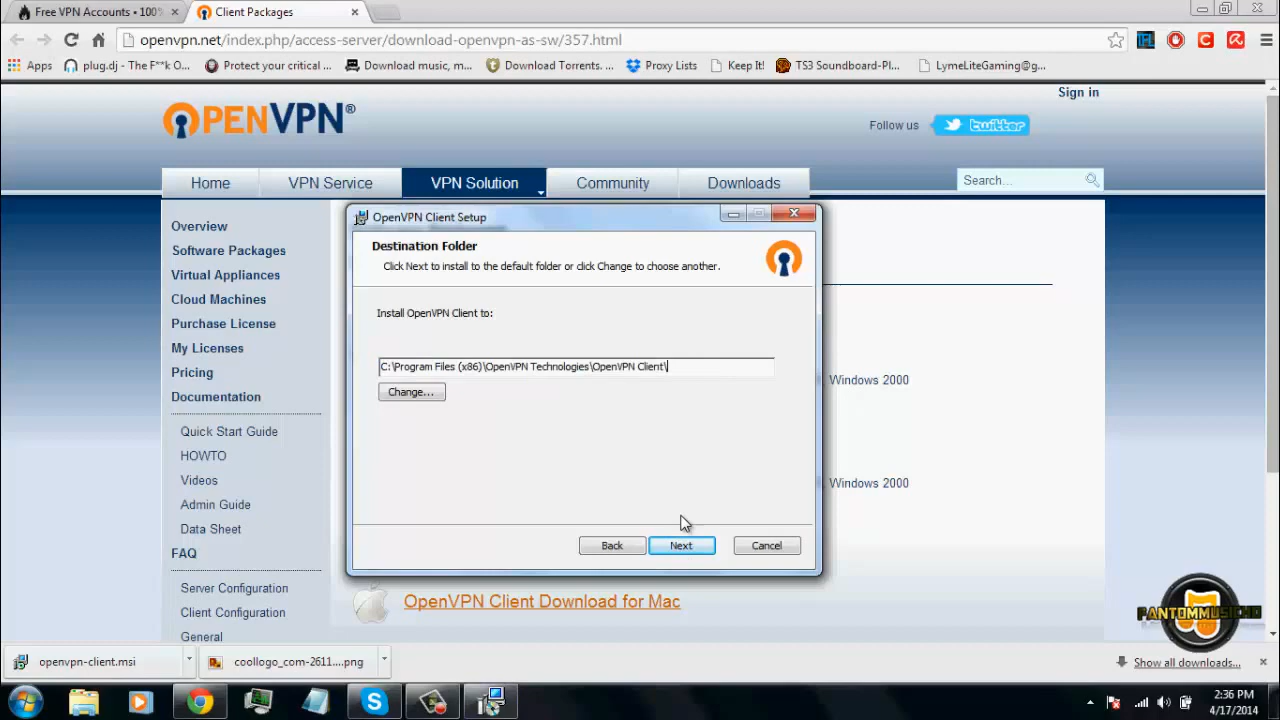 Free VPN Accounts • 100%
Client Packages
openvpn.net/index.php/access-server/download-openvpn-as-sw/357.html
Apps
plug.dj - The F**k O...
Protect your critical ...
Download music, m...
Download Torrents. ...
Proxy Lists
Keep It!
TS3 Soundboard-Pl...
LymeLiteGaming@g...
Sign in
OPENVPN®
Follow us
twitter
Home
VPN Service
VPN Solution
Community
Downloads
Search...
Overview
Software Packages
Virtual Appliances
Cloud Machines
Purchase License
My Licenses
Pricing
Documentation
Quick Start Guide
HOWTO
Videos
Admin Guide
Data Sheet
FAQ
Server Configuration
Client Configuration
General
OpenVPN Client Setup
Destination Folder
Click Next to install to the default folder or click Change to choose another.
Install OpenVPN Client to:
C:\Program Files (x86)\OpenVPN Technologies\OpenVPN Client\
Change...
Back
Next
Cancel
Windows 2000
Windows 2000
OpenVPN Client Download for Mac
FANTOMMUSICHD
openvpn-client.msi
coollogo_com-2611....png
Show all downloads...
2:36 PM
4/17/2014